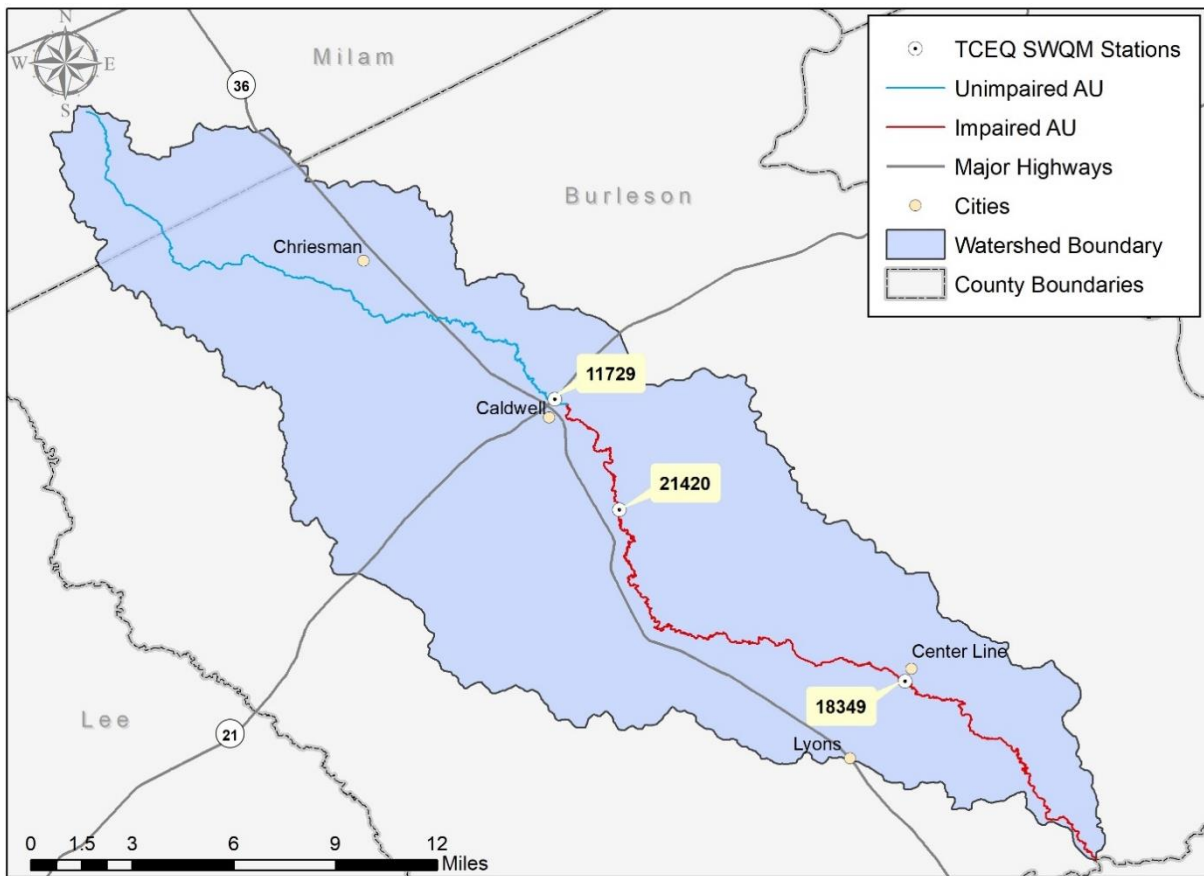 N
W
E
S
Milam
36
TCEQ SWQM Stations
Unimpaired AU
Impaired AU
Major Highways
Cities
Watershed Boundary
County Boundaries
Burleson
Chriesman
11729
Caldwell
21420
Center Line
18349
Lee
21
Lyons
0 1.5 3 6 9 12
Miles